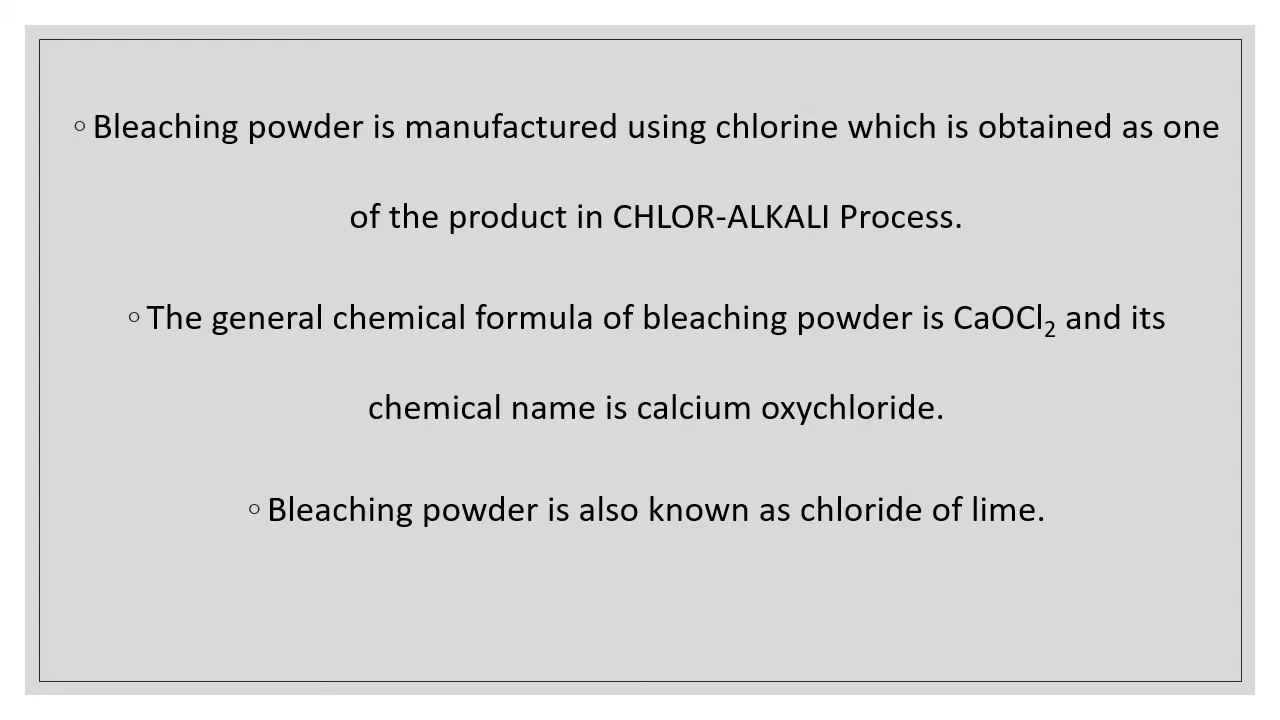 ◦ Bleaching powder is manufactured using chlorine which is obtained as one
of the product in CHLOR-ALKALI Process.
◦ The general chemical formula of bleaching powder is CaOCl₂ and its
chemical name is calcium oxychloride.
◦ Bleaching powder is also known as chloride of lime.